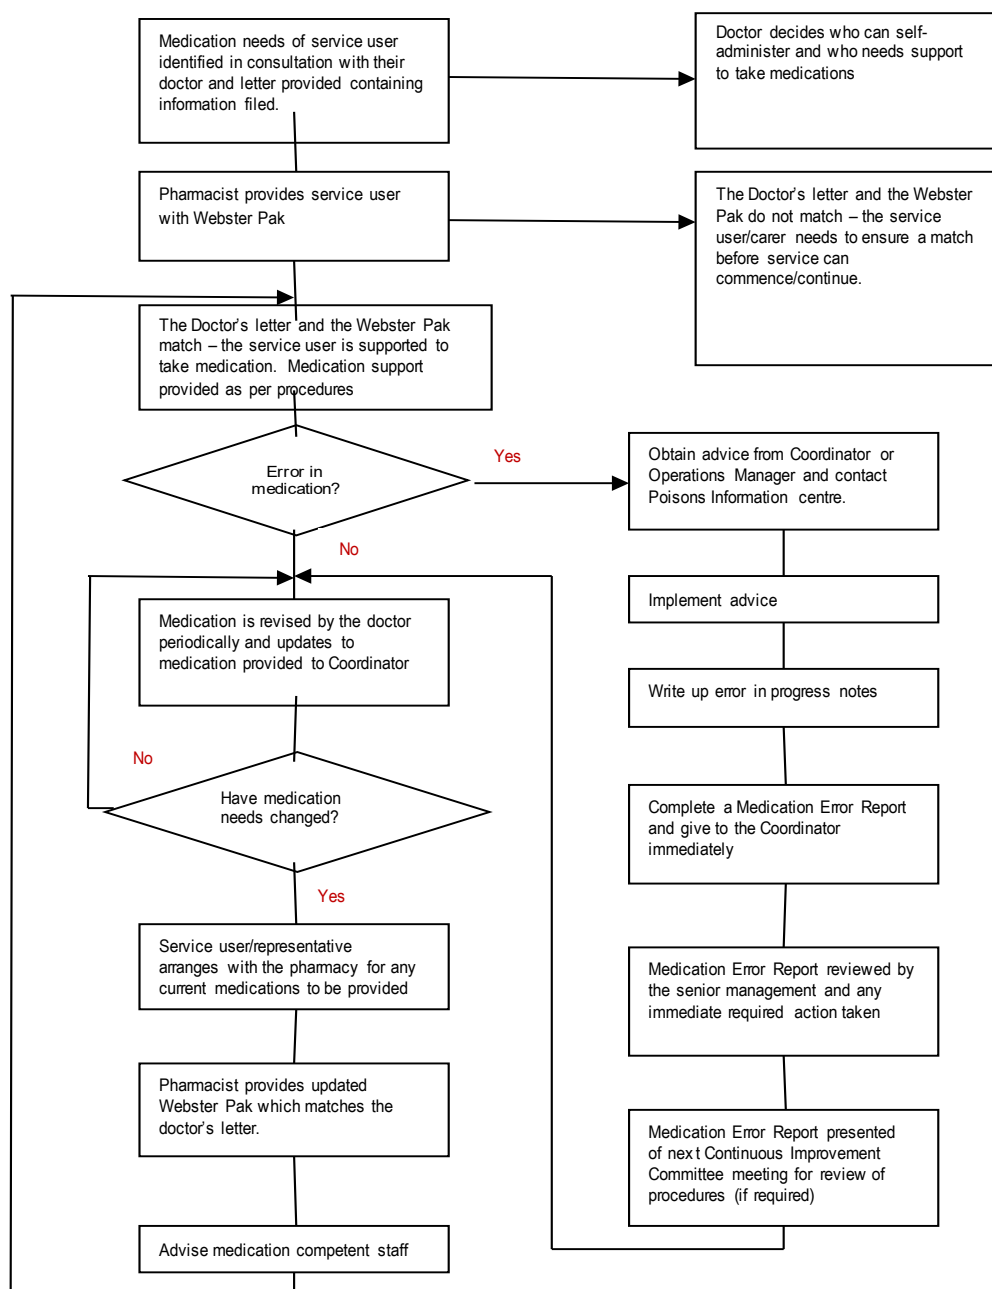 Medication needs of service user
identified in consultation with their
doctor and letter provided containing
information filed.
Doctor decides who can self-
administer and who needs support
to take medications
Pharmacist provides service user
with Webster Pak
The Doctor's letter and the Webster
Pak do not match – the service
user/carer needs to ensure a match
before service can
commence/continue.
The Doctor's letter and the Webster Pak
match – the service user is supported to
take medication. Medication support
provided as per procedures
Error in
medication?
Yes
No
Obtain advice from Coordinator or
Operations Manager and contact
Poisons Information centre.
Implement advice
Write up error in progress notes
Complete a Medication Error Report
and give to the Coordinator
immediately
Medication Error Report reviewed by
the senior management and any
immediate required action taken
Medication Error Report presented
of next Continuous Improvement
Committee meeting for review of
procedures (if required)
Medication is revised by the doctor
periodically and updates to
medication provided to Coordinator
No
Have medication
needs changed?
Yes
Service user/representative
arranges with the pharmacy for any
current medications to be provided
Pharmacist provides updated
Webster Pak which matches the
doctor's letter.
Advise medication competent staff